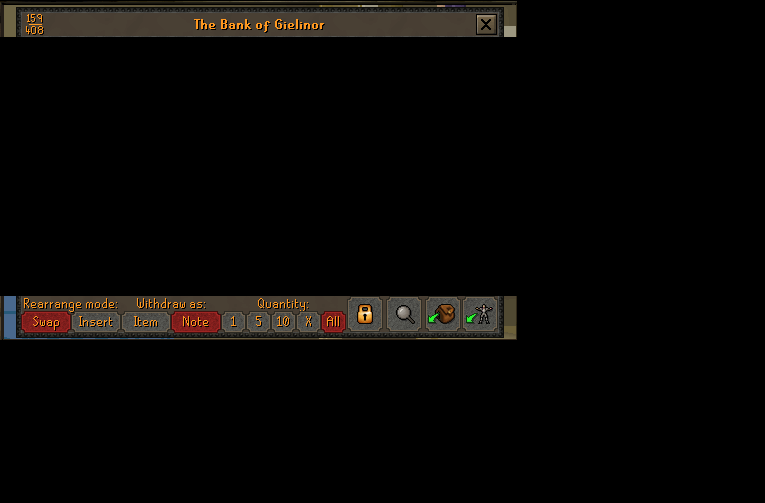 159
The Bank of Gielinor
408
Rearrange mode: Withdraw as: Quantity:
Swap Insert Item Note 1 5 10 X All